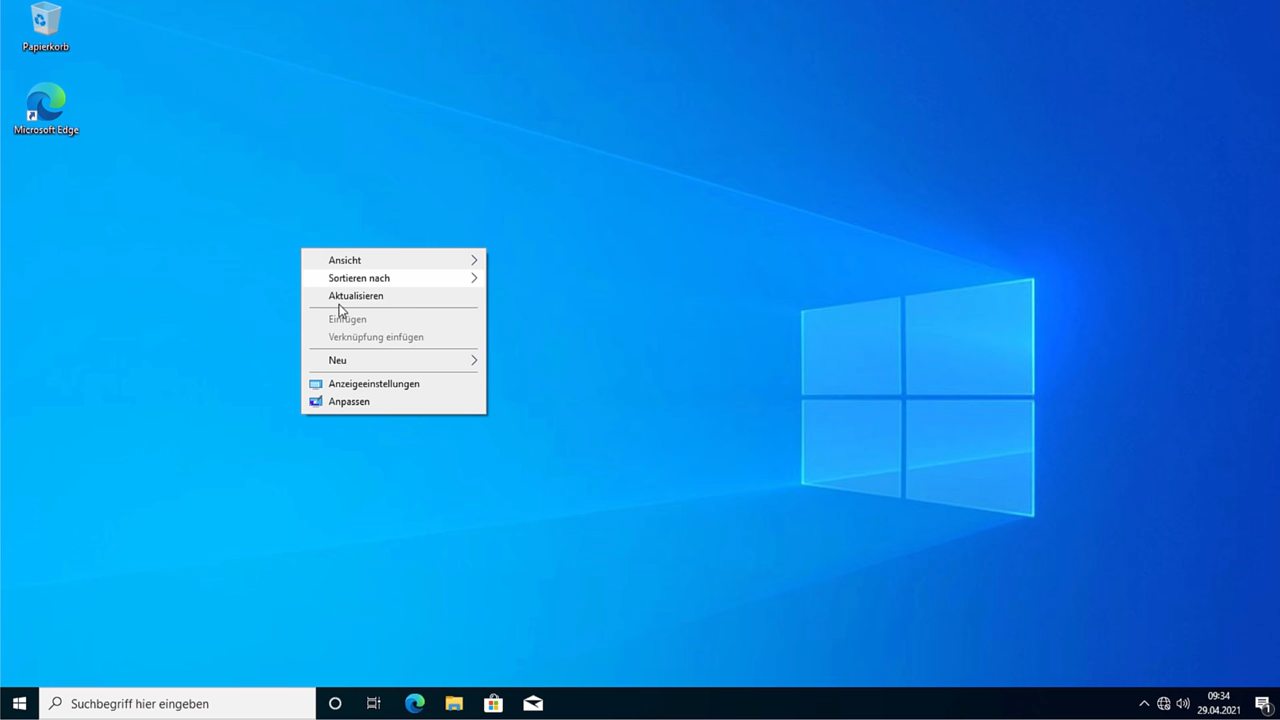 Papierkorb
Microsoft Edge
Ansicht
Sortieren nach
Aktualisieren
Einfügen
Verknüpfung einfügen
Neu
Anzeigeeinstellungen
Anpassen
Suchbegriff hier eingeben
09:34
29.04.2021
1